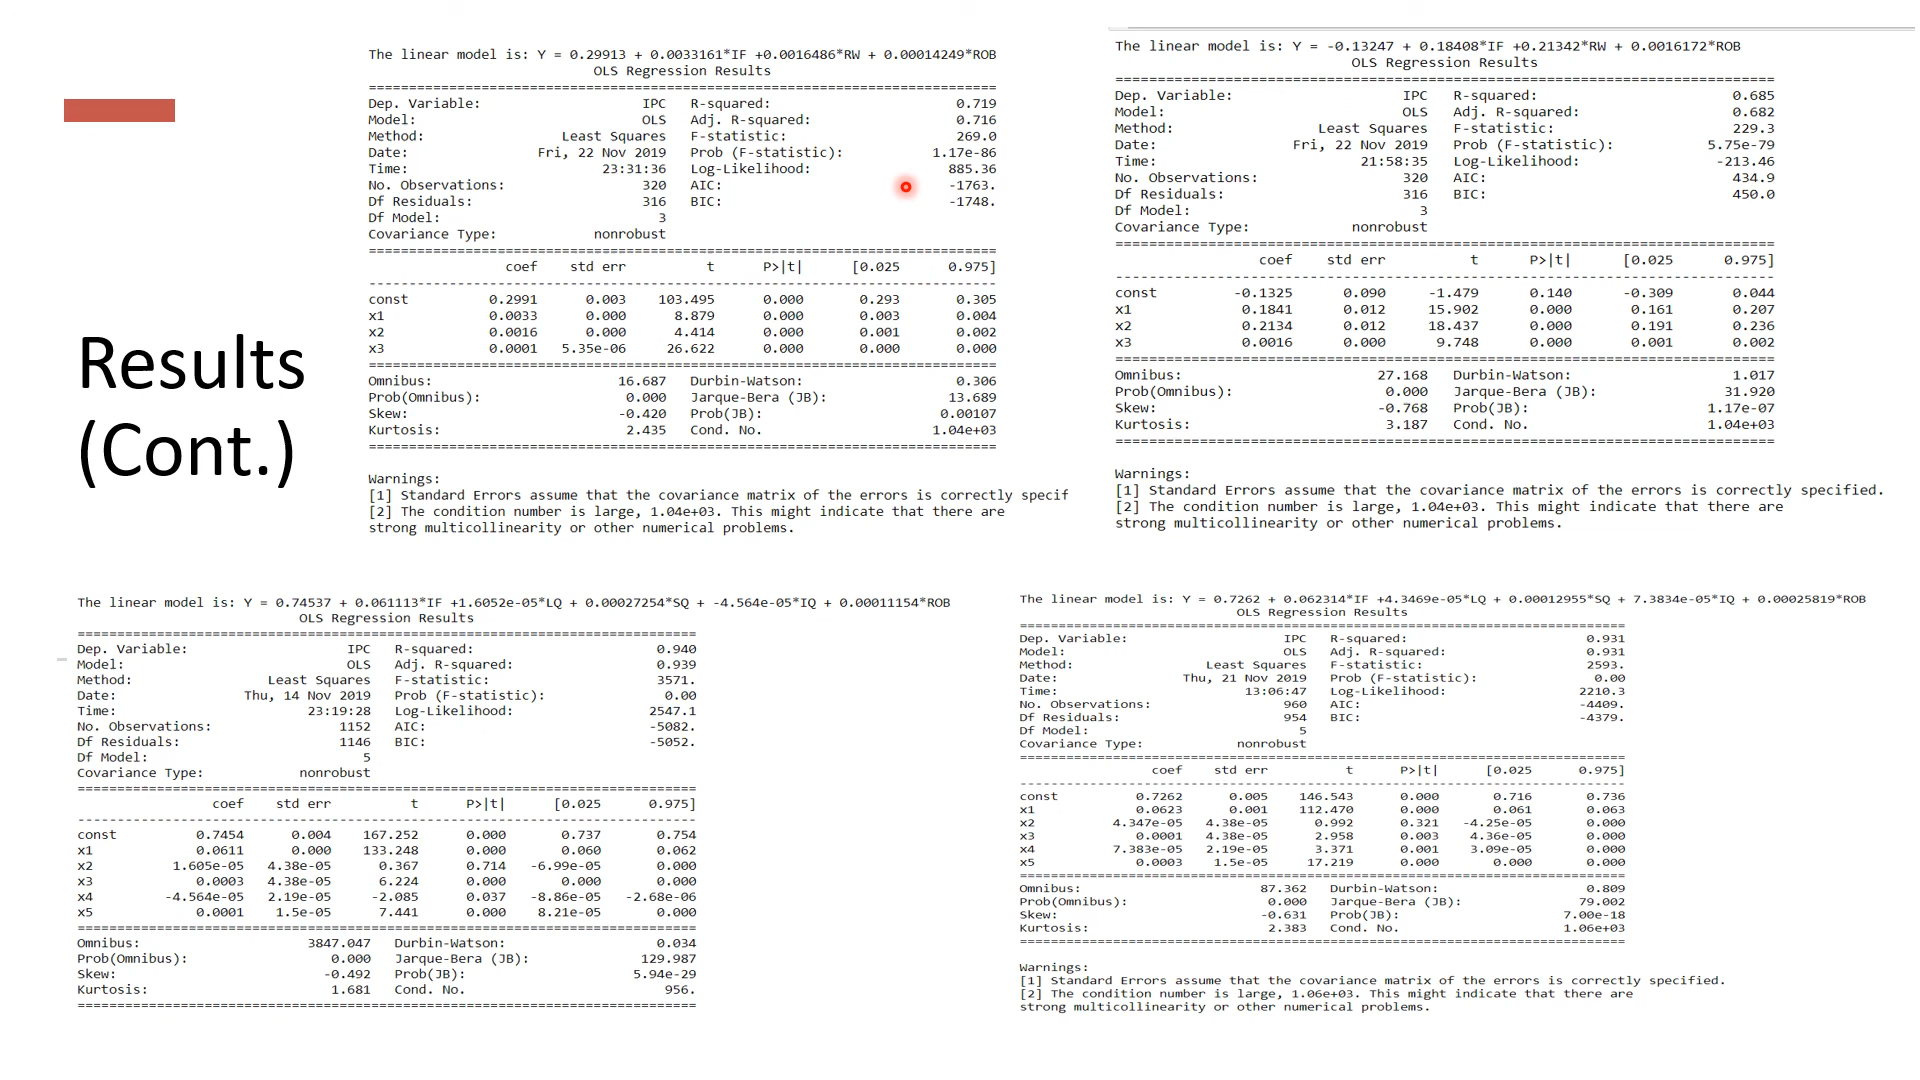 Results
(Cont.)
The linear model is: Y = 0.29913 + 0.0033161*IF +0.0016486*RW + 0.00014249*ROB
OLS Regression Results
==============================================================================
Dep. Variable: IPC R-squared: 0.719
Model: OLS Adj. R-squared: 0.716
Method: Least Squares F-statistic: 269.0
Date: Fri, 22 Nov 2019 Prob (F-statistic): 1.17e-86
Time: 23:31:36 Log-Likelihood: 885.36
No. Observations: 320 AIC: -1763.
Df Residuals: 316 BIC: -1748.
Df Model: 3
Covariance Type: nonrobust
==============================================================================
coef std err t P>|t| [0.025 0.975]
------------------------------------------------------------------------------
const 0.2991 0.003 103.495 0.000 0.293 0.305
x1 0.0033 0.000 8.879 0.000 0.003 0.004
x2 0.0016 0.000 4.414 0.000 0.001 0.002
x3 0.0001 5.35e-06 26.622 0.000 0.000 0.000
==============================================================================
Omnibus: 16.687 Durbin-Watson: 0.306
Prob(Omnibus): 0.000 Jarque-Bera (JB): 13.689
Skew: -0.420 Prob(JB): 0.00107
Kurtosis: 2.435 Cond. No. 1.04e+03
==============================================================================
Warnings:
[1] Standard Errors assume that the covariance matrix of the errors is correctly specif
[2] The condition number is large, 1.04e+03. This might indicate that there are
strong multicollinearity or other numerical problems.
The linear model is: Y = -0.13247 + 0.18408*IF +0.21342*RW + 0.0016172*ROB
OLS Regression Results
==============================================================================
Dep. Variable: IPC R-squared: 0.685
Model: OLS Adj. R-squared: 0.682
Method: Least Squares F-statistic: 229.3
Date: Fri, 22 Nov 2019 Prob (F-statistic): 5.75e-79
Time: 21:58:35 Log-Likelihood: -213.46
No. Observations: 320 AIC: 434.9
Df Residuals: 316 BIC: 450.0
Df Model: 3
Covariance Type: nonrobust
==============================================================================
coef std err t P>|t| [0.025 0.975]
------------------------------------------------------------------------------
const -0.1325 0.090 -1.479 0.140 -0.309 0.044
x1 0.1841 0.012 15.902 0.000 0.161 0.207
x2 0.2134 0.012 18.437 0.000 0.191 0.236
x3 0.0016 0.000 9.748 0.000 0.001 0.002
==============================================================================
Omnibus: 27.168 Durbin-Watson: 1.017
Prob(Omnibus): 0.000 Jarque-Bera (JB): 31.920
Skew: -0.768 Prob(JB): 1.17e-07
Kurtosis: 3.187 Cond. No. 1.04e+03
==============================================================================
Warnings:
[1] Standard Errors assume that the covariance matrix of the errors is correctly specified.
[2] The condition number is large, 1.04e+03. This might indicate that there are
strong multicollinearity or other numerical problems.
The linear model is: Y = 0.74537 + 0.061113*IF +1.6052e-05*LQ + 0.00027254*SQ + -4.564e-05*IQ + 0.00011154*ROB
OLS Regression Results
==============================================================================
Dep. Variable: IPC R-squared: 0.940
Model: OLS Adj. R-squared: 0.939
Method: Least Squares F-statistic: 3571.
Date: Thu, 14 Nov 2019 Prob (F-statistic): 0.00
Time: 23:19:28 Log-Likelihood: 2547.1
No. Observations: 1152 AIC: -5082.
Df Residuals: 1146 BIC: -5052.
Df Model: 5
Covariance Type: nonrobust
==============================================================================
coef std err t P>|t| [0.025 0.975]
------------------------------------------------------------------------------
const 0.7454 0.004 167.252 0.000 0.737 0.754
x1 0.0611 0.000 133.248 0.000 0.060 0.062
x2 1.605e-05 4.38e-05 0.367 0.714 -6.99e-05 0.000
x3 0.0003 4.38e-05 6.224 0.000 0.000 0.000
x4 -4.564e-05 2.19e-05 -2.085 0.037 -8.86e-05 -2.68e-06
x5 0.0001 1.5e-05 7.441 0.000 8.21e-05 0.000
==============================================================================
Omnibus: 3847.047 Durbin-Watson: 0.034
Prob(Omnibus): 0.000 Jarque-Bera (JB): 129.987
Skew: -0.492 Prob(JB): 5.94e-29
Kurtosis: 1.681 Cond. No. 956.
==============================================================================
The linear model is: Y = 0.7262 + 0.062314*IF +4.3469e-05*LQ + 0.00012955*SQ + 7.3834e-05*IQ + 0.00025819*ROB
OLS Regression Results
==============================================================================
Dep. Variable: IPC R-squared: 0.931
Model: OLS Adj. R-squared: 0.931
Method: Least Squares F-statistic: 2593.
Date: Thu, 21 Nov 2019 Prob (F-statistic): 0.00
Time: 13:06:47 Log-Likelihood: 2210.3
No. Observations: 960 AIC: -4409.
Df Residuals: 954 BIC: -4379.
Df Model: 5
Covariance Type: nonrobust
==============================================================================
coef std err t P>|t| [0.025 0.975]
------------------------------------------------------------------------------
const 0.7262 0.005 146.543 0.000 0.716 0.736
x1 0.0623 0.001 112.470 0.000 0.061 0.063
x2 4.347e-05 4.38e-05 0.992 0.321 -4.25e-05 0.000
x3 0.0001 4.38e-05 2.958 0.003 4.36e-05 0.000
x4 7.383e-05 2.19e-05 3.371 0.001 3.09e-05 0.000
x5 0.0003 1.5e-05 17.219 0.000 0.000 0.000
==============================================================================
Omnibus: 87.362 Durbin-Watson: 0.809
Prob(Omnibus): 0.000 Jarque-Bera (JB): 79.002
Skew: -0.631 Prob(JB): 7.00e-18
Kurtosis: 2.383 Cond. No. 1.06e+03
==============================================================================
Warnings:
[1] Standard Errors assume that the covariance matrix of the errors is correctly specified.
[2] The condition number is large, 1.06e+03. This might indicate that there are
strong multicollinearity or other numerical problems.